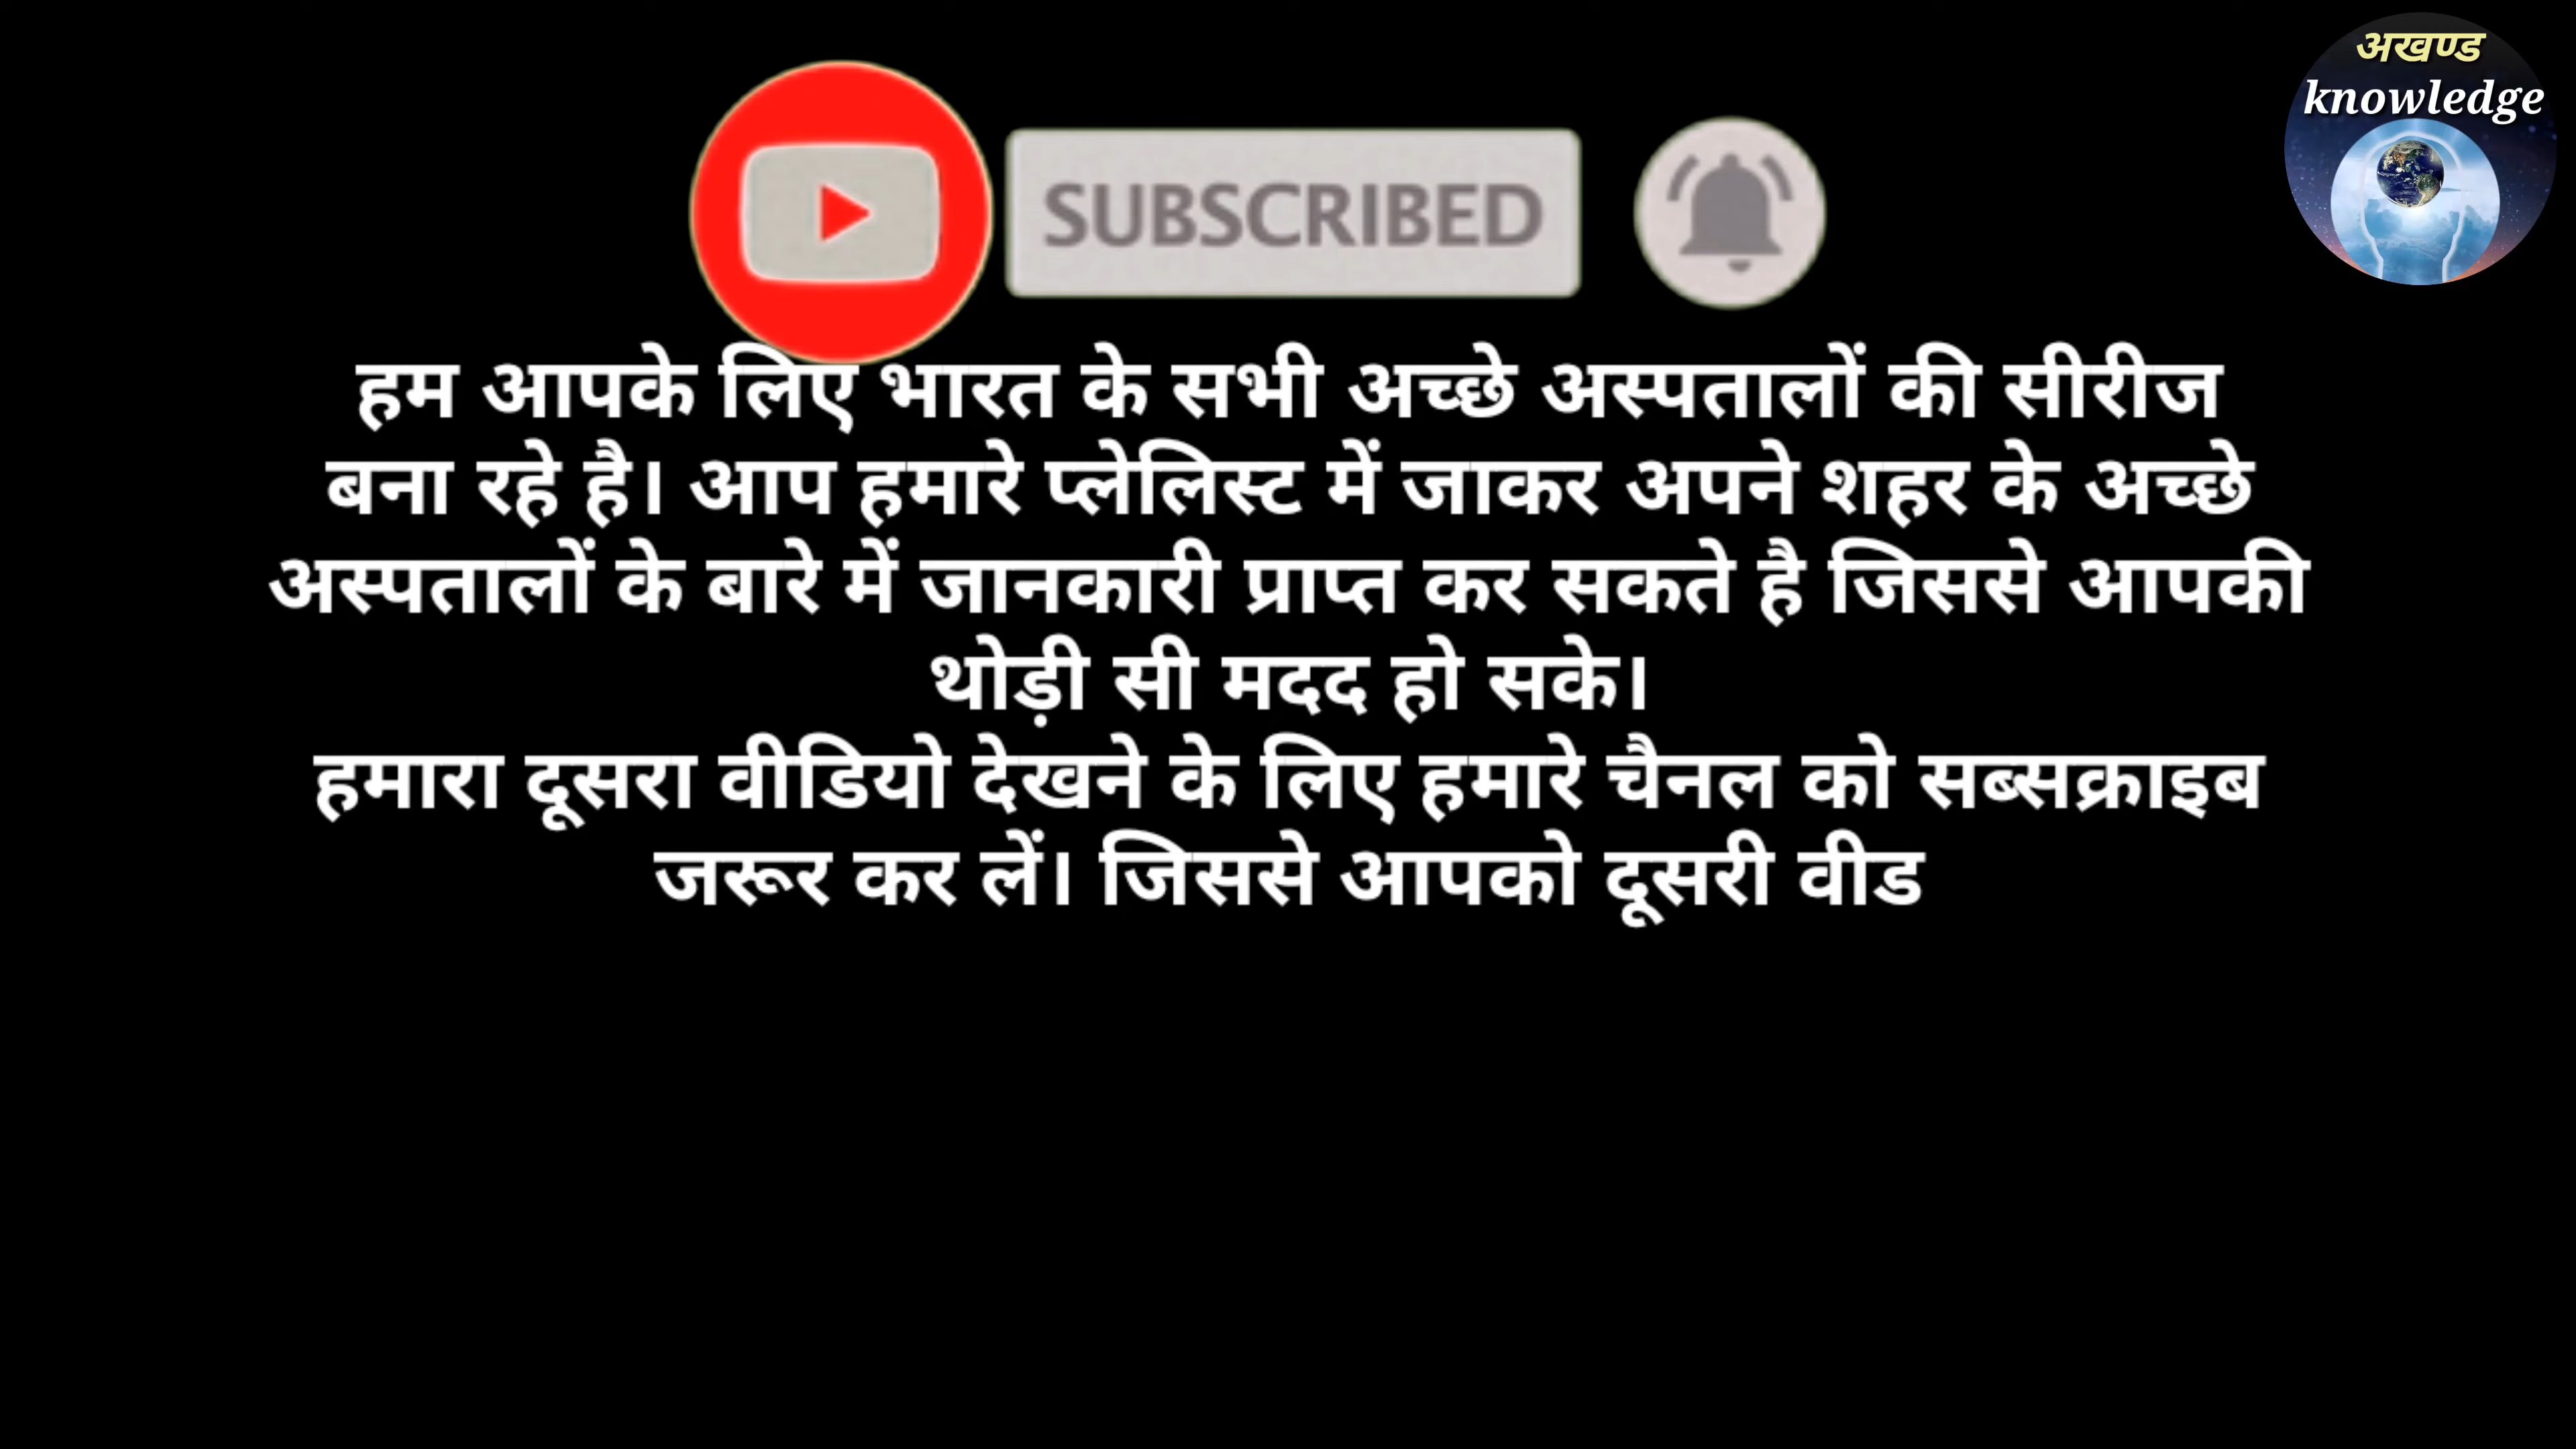 अखण्ड
knowledge
SUBSCRIBED
हम आपके लिए भारत के सभी अच्छे अस्पतालों की सीरीज
बना रहे है। आप हमारे प्लेलिस्ट में जाकर अपने शहर के अच्छे
अस्पतालों के बारे में जानकारी प्राप्त कर सकते है जिससे आपकी
थोड़ी सी मदद हो सके।
हमारा दूसरा वीडियो देखने के लिए हमारे चैनल को सब्सक्राइब
जरूर कर लें। जिससे आपको दूसरी वीड